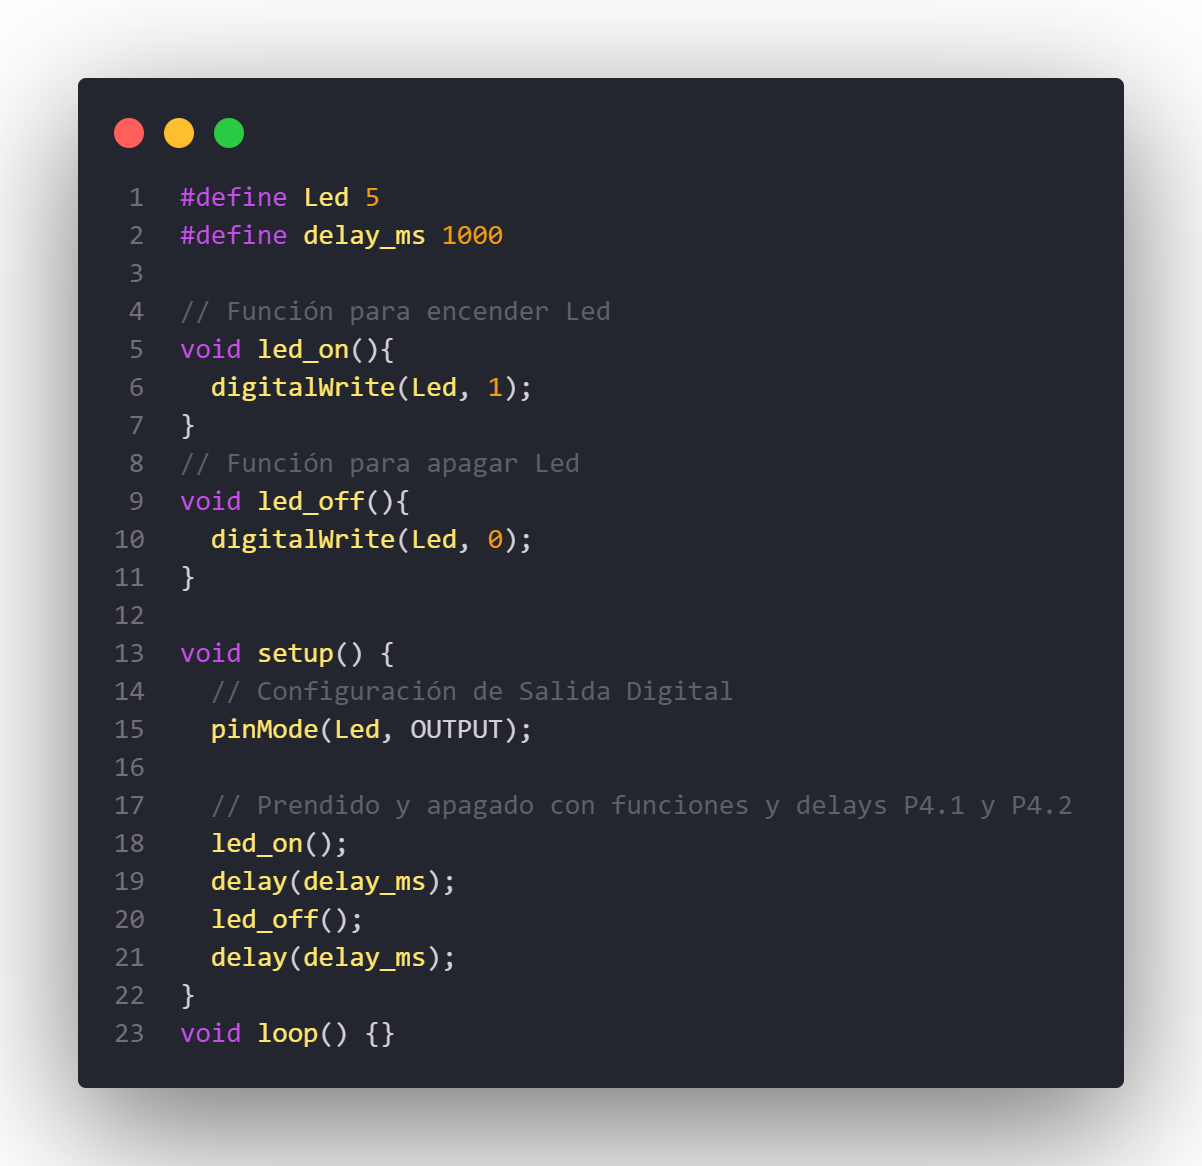 1 #define Led 5
2 #define delay_ms 1000
3
4 // Función para encender Led
5 void led_on(){
6   digitalWrite(Led, 1);
7 }
8 // Función para apagar Led
9 void led_off(){
10   digitalWrite(Led, 0);
11 }
12
13 void setup() {
14   // Configuración de Salida Digital
15   pinMode(Led, OUTPUT);
16
17   // Prendido y apagado con funciones y delays P4.1 y P4.2
18   led_on();
19   delay(delay_ms);
20   led_off();
21   delay(delay_ms);
22 }
23 void loop() {}